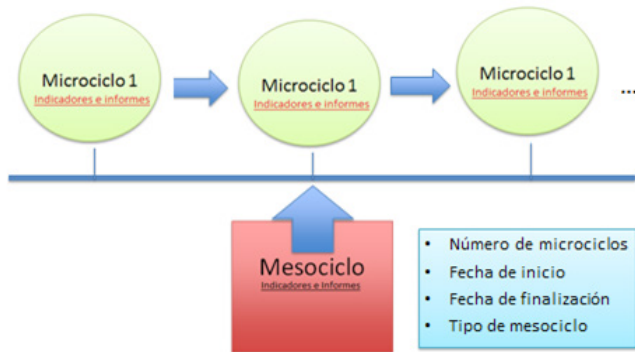 Microciclo 1
Indicadores e informes
Microciclo 1
Indicadores e informes
Microciclo 1
Indicadores e informes
...
Mesociclo
Indicadores e Informes
• Número de microciclos
• Fecha de inicio
• Fecha de finalización
• Tipo de mesociclo